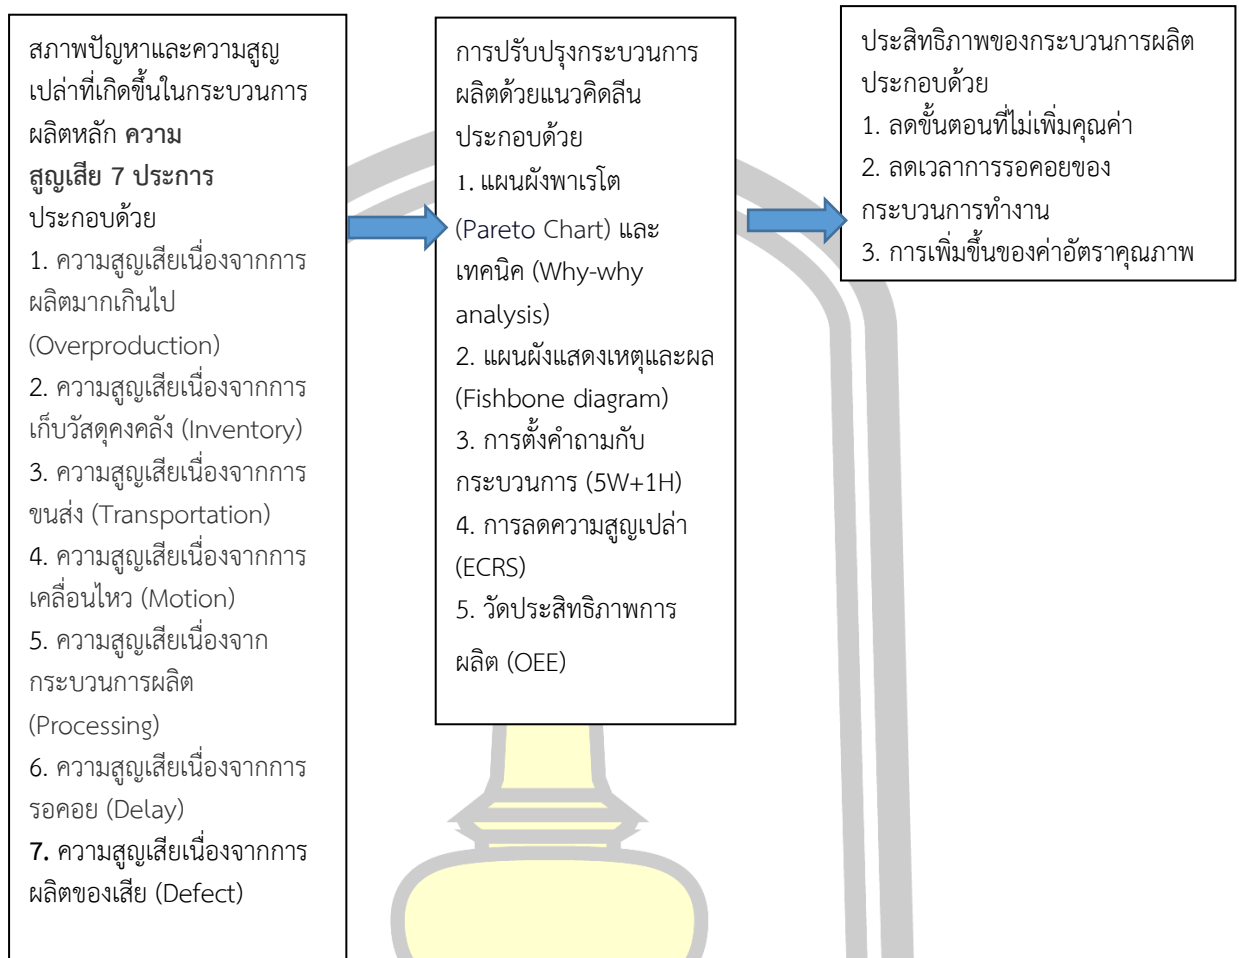 สภาพปัญหาและความสูญ
เปล่าที่เกิดขึ้นในกระบวนการ
ผลิตหลัก ความ
สูญเสีย 7 ประการ
ประกอบด้วย
1. ความสูญเสียเนื่องจากการ
ผลิตมากเกินไป
(Overproduction)
2. ความสูญเสียเนื่องจากการ
เก็บวัสดุคงคลัง (Inventory)
3. ความสูญเสียเนื่องจากการ
ขนส่ง (Transportation)
4. ความสูญเสียเนื่องจากการ
เคลื่อนไหว (Motion)
5. ความสูญเสียเนื่องจาก
กระบวนการผลิต
(Processing)
6. ความสูญเสียเนื่องจากการ
รอคอย (Delay)
7. ความสูญเสียเนื่องจากการ
ผลิตของเสีย (Defect)
การปรับปรุงกระบวนการ
ผลิตด้วยแนวคิดลีน
ประกอบด้วย
1. แผนผังพาเรโต
(Pareto Chart) และ
เทคนิค (Why-why
analysis)
2. แผนผังแสดงเหตุและผล
(Fishbone diagram)
3. การตั้งคำถามกับ
กระบวนการ (5W+1H)
4. การลดความสูญเปล่า
(ECRS)
5. วัดประสิทธิภาพการ
ผลิต (OEE)
ประสิทธิภาพของกระบวนการผลิต
ประกอบด้วย
1. ลดขั้นตอนที่ไม่เพิ่มคุณค่า
2. ลดเวลาการรอคอยของ
กระบวนการทำงาน
3. การเพิ่มขึ้นของค่าอัตราคุณภาพ